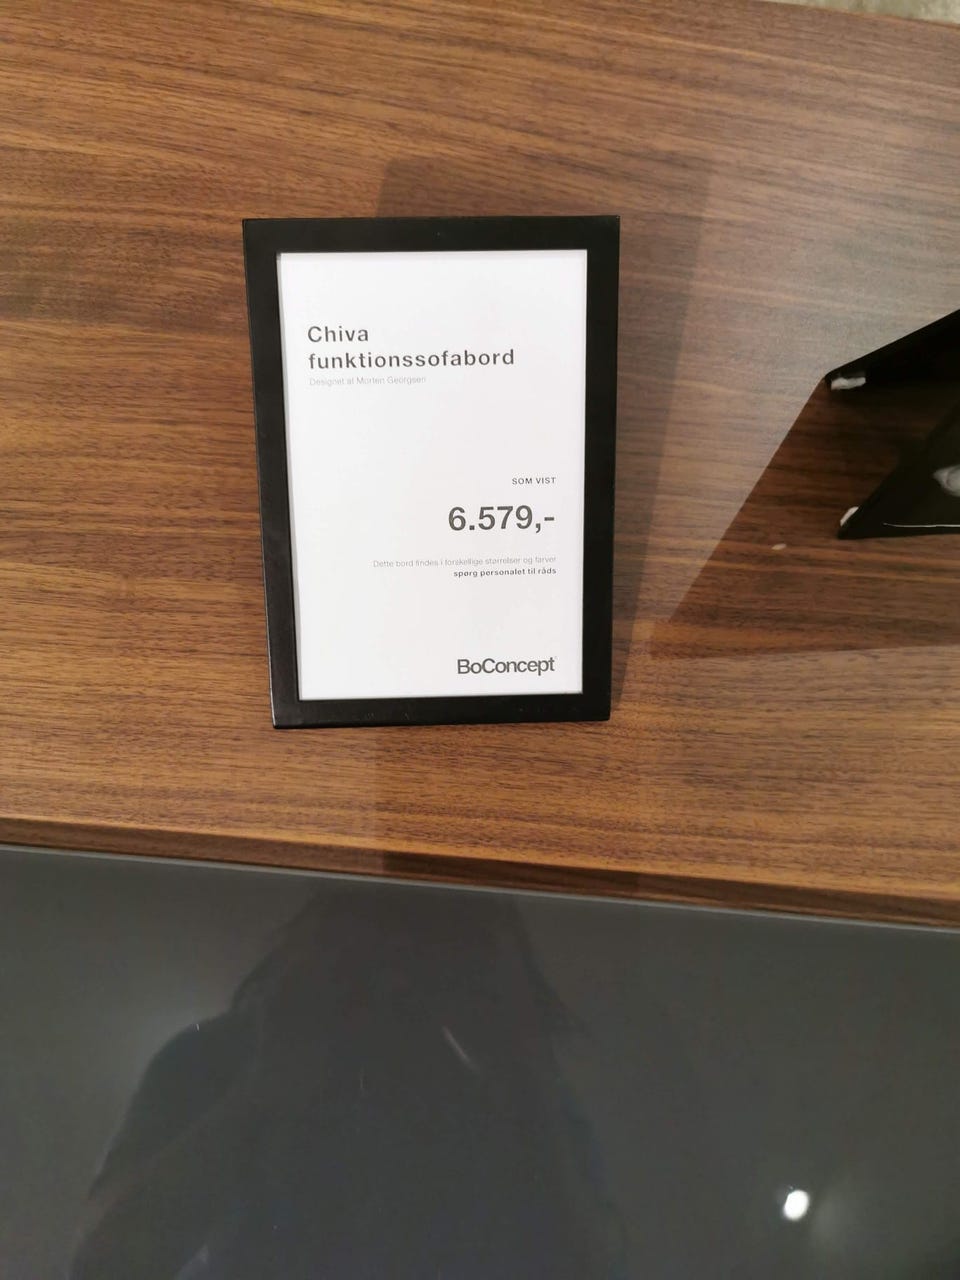 Chiva
funktionssofabord
Designet af Morten Georgsen
SOM VIST
6.579,-
Dette bord findes i forskellige størrelser og farver
spørg personalet til råds
BoConcept